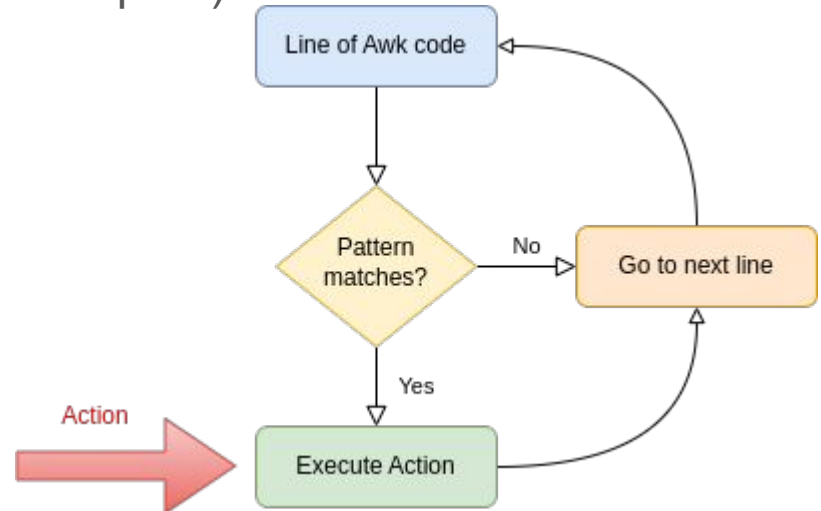 Line of Awk code
Pattern
matches?
No
Go to next line
Yes
Action
Execute Action